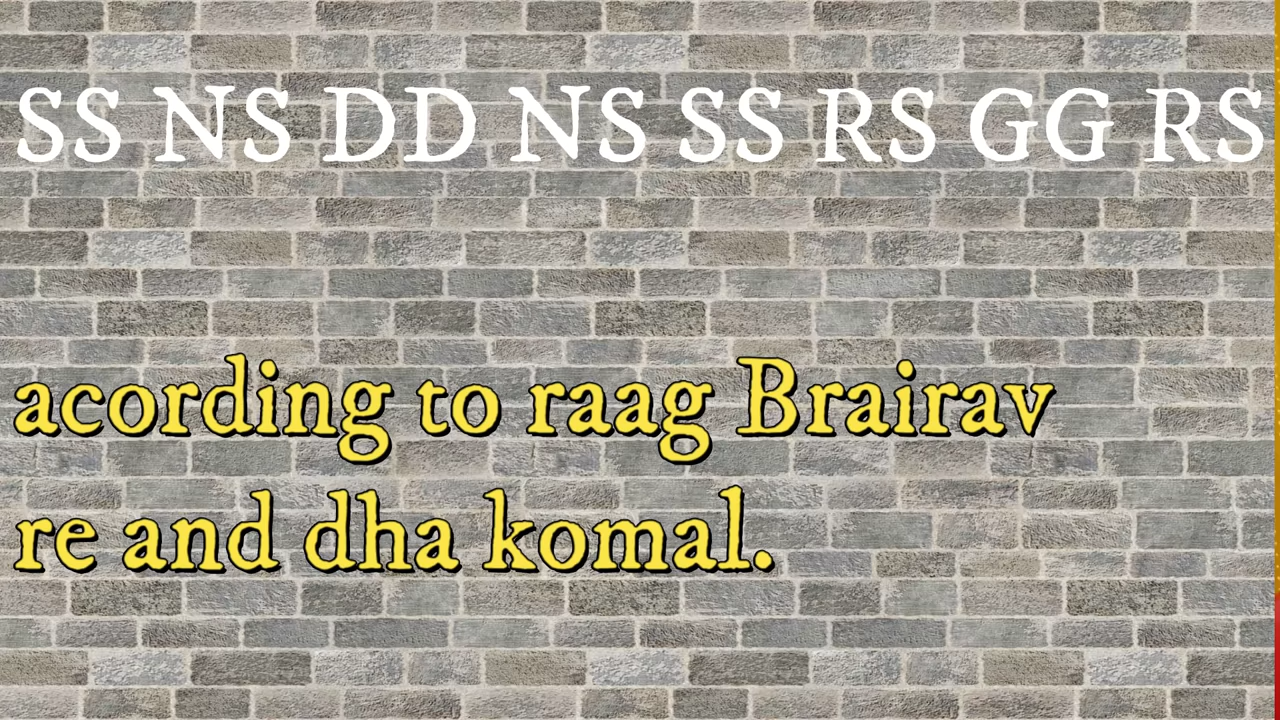 SS NS DD NS SS RS GG RS
acording to raag Brairav
re and dha komal.